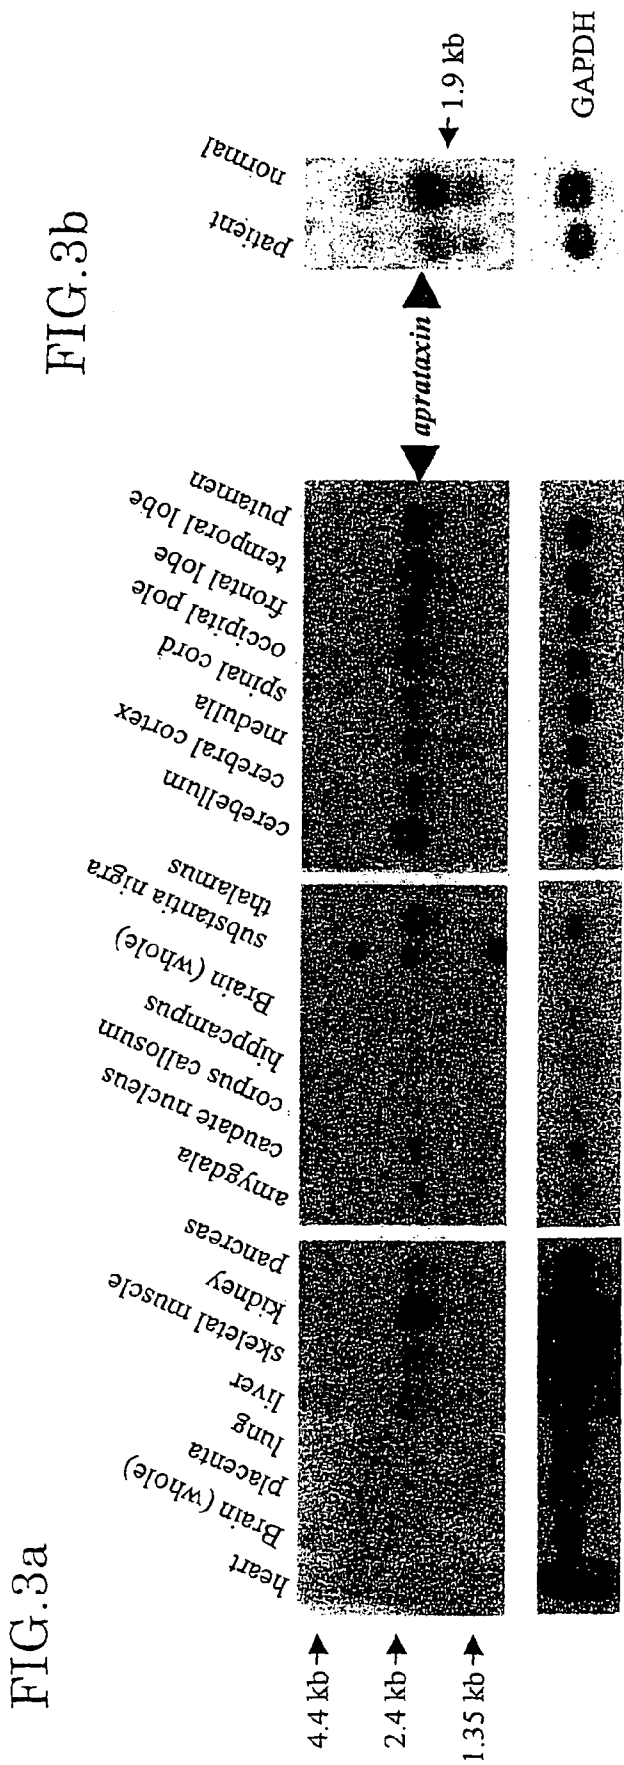 FIG.3a
heart
Brain (whole)
placenta
lung
liver
skeletal muscle
kidney
pancreas
amygdala
caudate nucleus
corpus callosum
hippcampus
Brain (whole)
substantia nigra
thalamus
cerebellum
cerebral cortex
medulla
spinal cord
occipital pole
frontal lobe
temporal lobe
putamen
4.4 kb
2.4 kb
1.35 kb
aprataxin
FIG.3b
patient
normal
1.9 kb
GAPDH